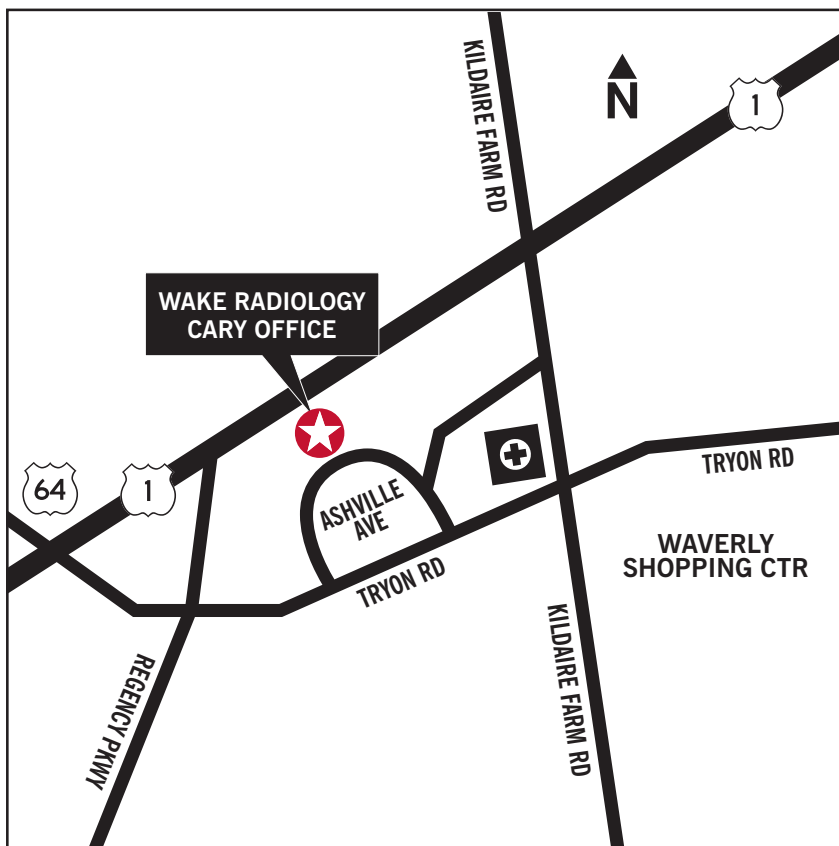 KILDAIRE FARM RD
N
1
WAKE RADIOLOGY
CARY OFFICE
64
1
ASHVILLE
AVE
TRYON RD
TRYON RD
WAVERLY
SHOPPING CTR
REGENCY PKWY
KILDAIRE FARM RD